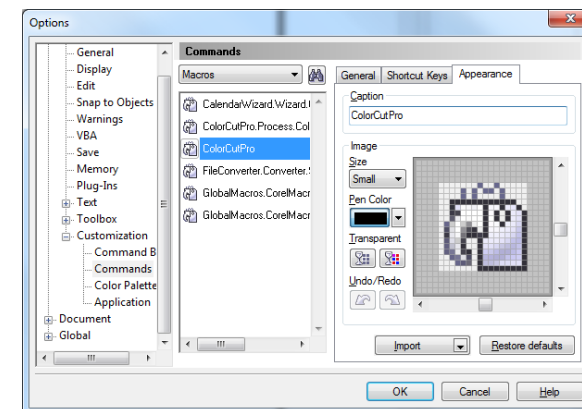 Options
General
Display
Edit
Snap to Objects
Warnings
VBA
Save
Memory
Plug-Ins
Text
Toolbox
Customization
Command B
Commands
Color Palette
Application
Document
Global
Commands
Macros
CalendarWizard.Wizard.
ColorCutPro.Process.Col
ColorCutPro
FileConverter.Converter.
GlobalMacros.CorelMacr
GlobalMacros.CorelMacr
General
Shortcut Keys
Appearance
Caption
ColorCutPro
Image
Size
Small
Pen Color
Transparent
Undo/Redo
Import
Restore defaults
OK
Cancel
Help